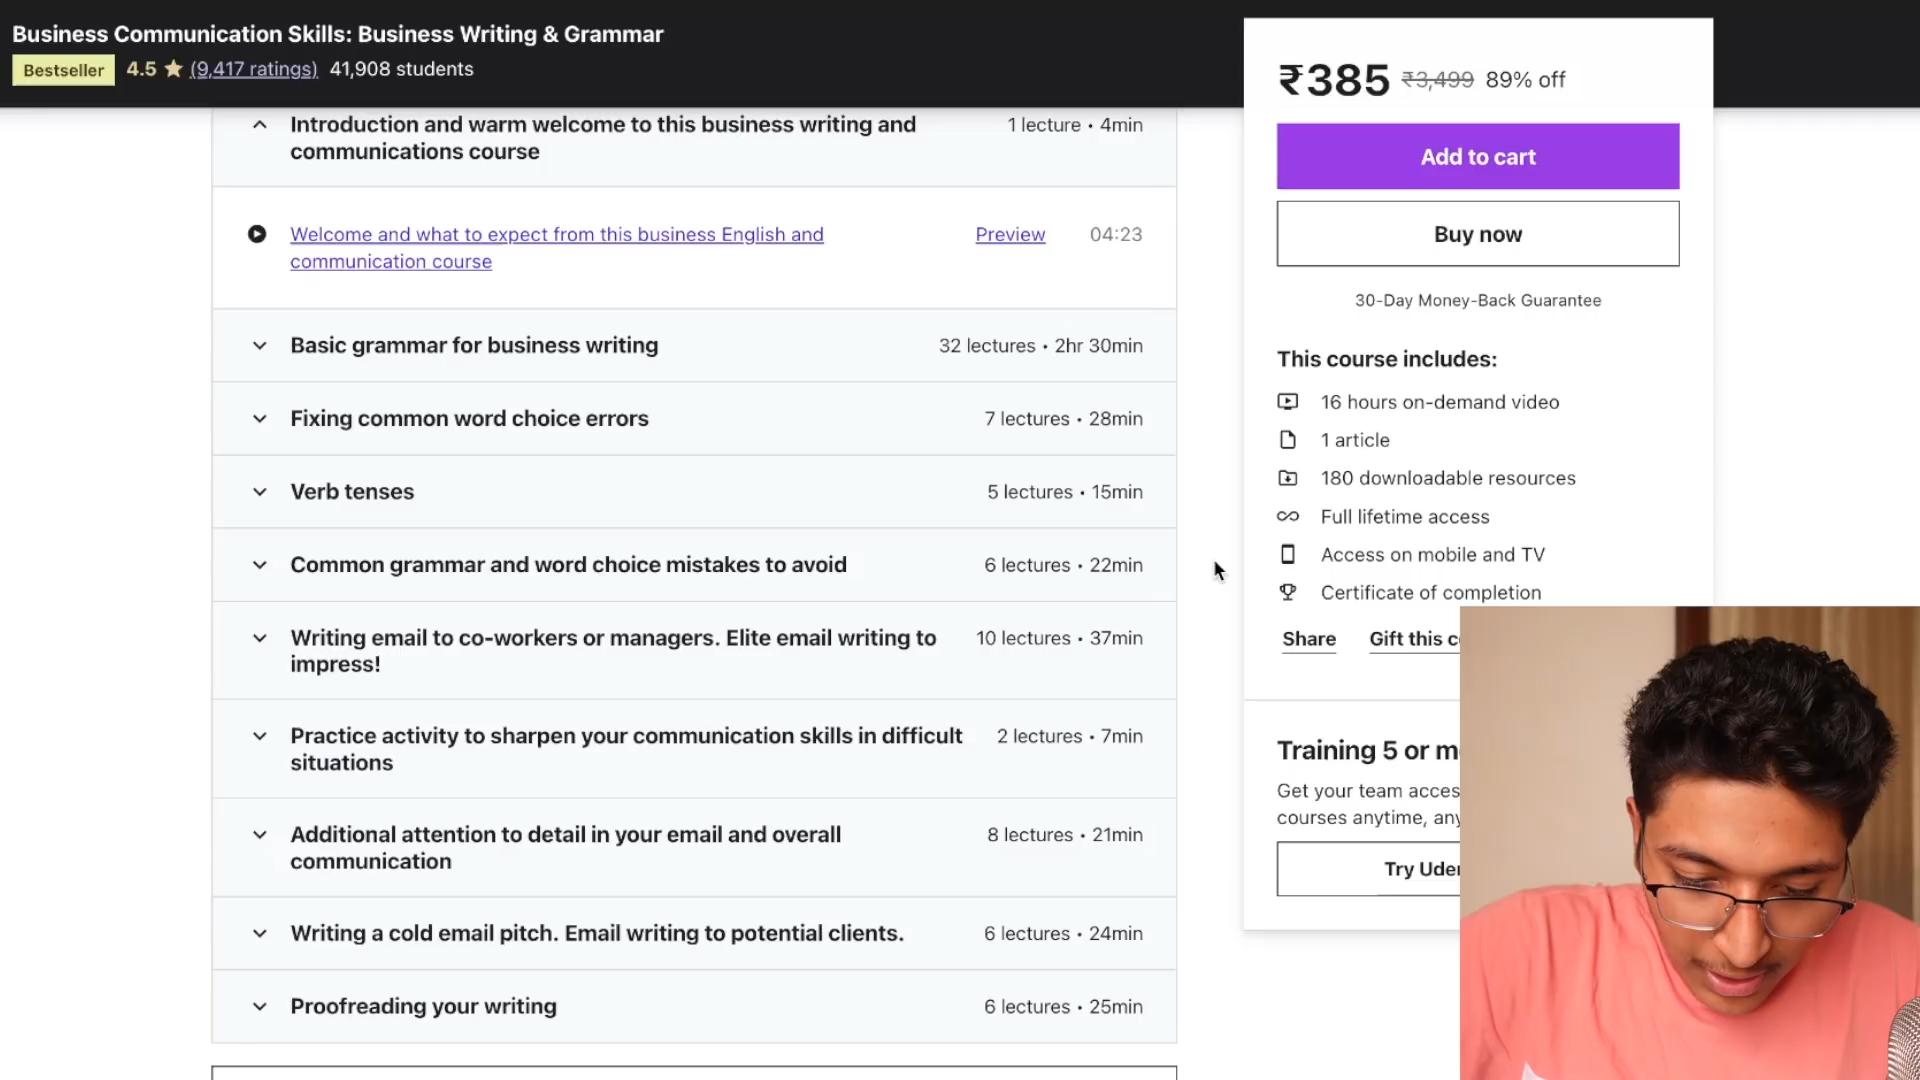 Business Communication Skills: Business Writing & Grammar
Bestseller 4.5 (9,417 ratings) 41,908 students
Introduction and warm welcome to this business writing and
communications course
1 lecture • 4min
Welcome and what to expect from this business English and
communication course
Preview 04:23
Basic grammar for business writing 32 lectures • 2hr 30min
Fixing common word choice errors 7 lectures • 28min
Verb tenses 5 lectures • 15min
Common grammar and word choice mistakes to avoid 6 lectures • 22min
Writing email to co-workers or managers. Elite email writing to
impress!
10 lectures • 37min
Practice activity to sharpen your communication skills in difficult
situations
2 lectures • 7min
Additional attention to detail in your email and overall
communication
8 lectures • 21min
Writing a cold email pitch. Email writing to potential clients. 6 lectures • 24min
Proofreading your writing 6 lectures • 25min
₹385 ₹3,499 89% off
Add to cart
Buy now
30-Day Money-Back Guarantee
This course includes:
16 hours on-demand video
1 article
180 downloadable resources
Full lifetime access
Access on mobile and TV
Certificate of completion
Share Gift this
Training 5 or
Get your team
courses anytime,
Try